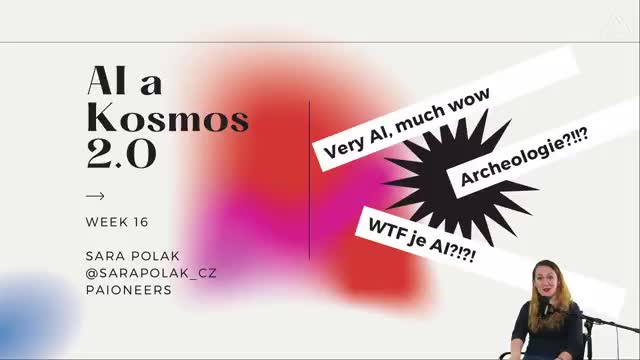 AI a
Kosmos
2.0
WEEK 16
SARA POLAK
@SARAPOLAK_CZ
PAIONEERS
Very AI, much wow
Archeologie?!!?
WTF je AI?!?!